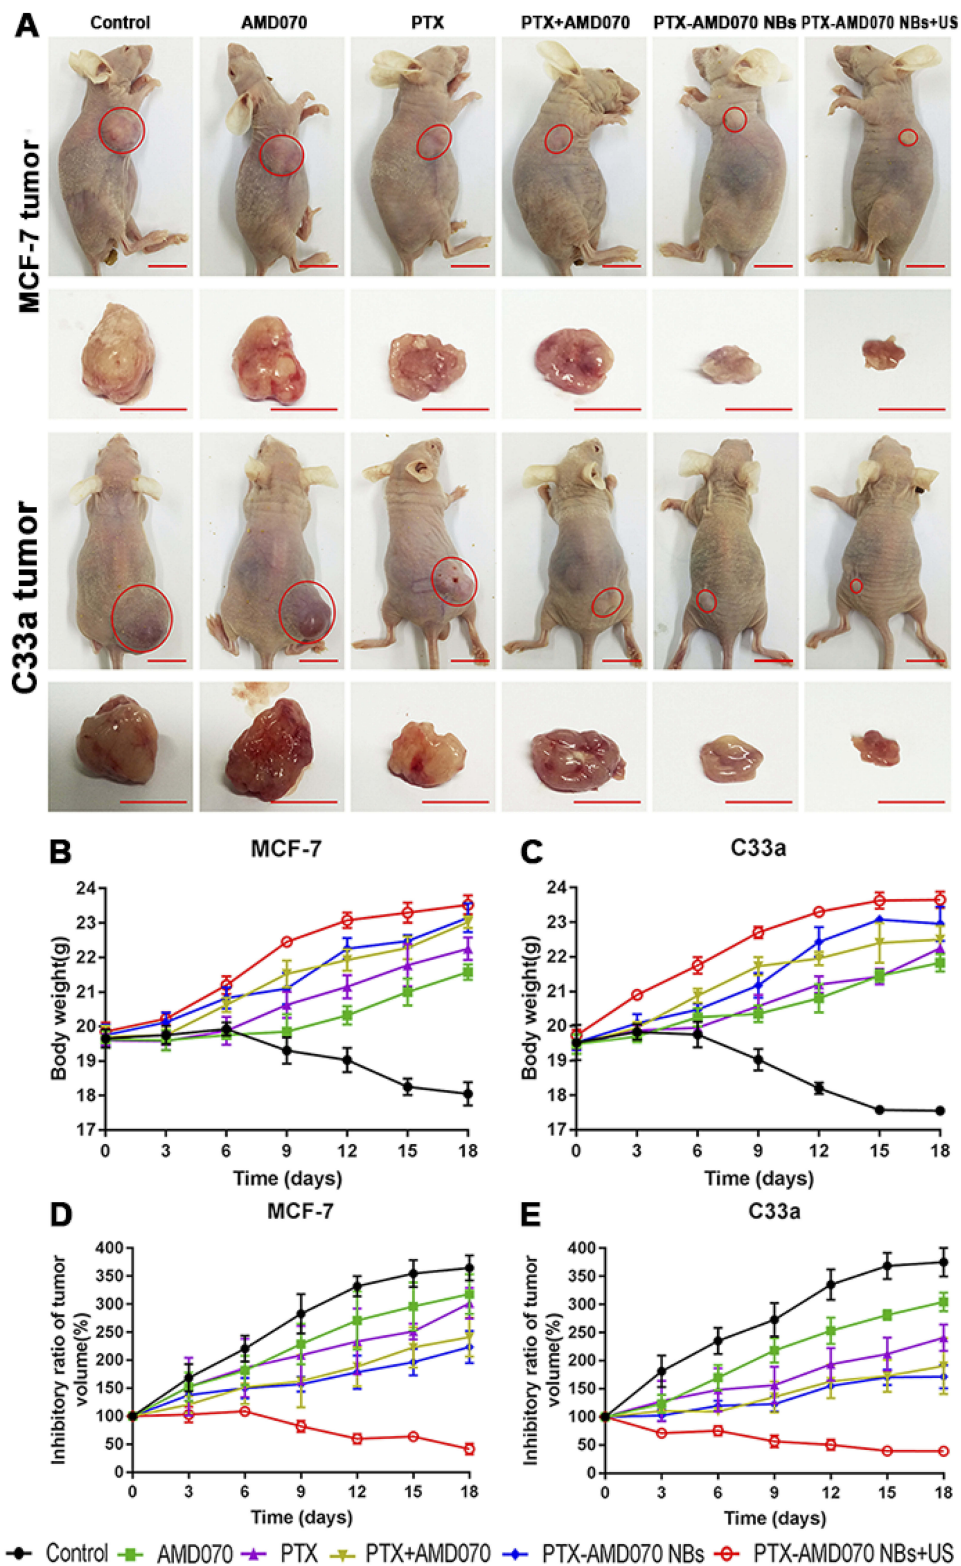 A
Control AMD070 PTX PTX+AMD070 PTX-AMD070 NBs PTX-AMD070 NBs+US
MCF-7 tumor
C33a tumor
B MCF-7
24
23
22
21
20
19
18
17
Body weight(g)
0 3 6 9 12 15 18
Time (days)
C C33a
24
23
22
21
20
19
18
17
Body weight(g)
0 3 6 9 12 15 18
Time (days)
D MCF-7
400
350
300
250
200
150
100
50
0
Inhibitory ratio of tumor
volume(%)
0 3 6 9 12 15 18
Time (days)
E C33a
400
350
300
250
200
150
100
50
0
Inhibitory ratio of tumor
volume(%)
0 3 6 9 12 15 18
Time (days)
Control AMD070 PTX PTX+AMD070 PTX-AMD070 NBs PTX-AMD070 NBs+US